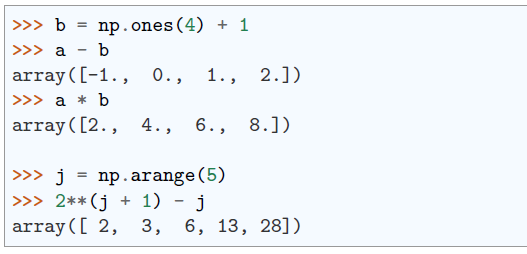 >>> b = np.ones(4) + 1
>>> a - b
array([-1.,  0.,  1.,  2.])
>>> a * b
array([2.,  4.,  6.,  8.])

>>> j = np.arange(5)
>>> 2**(j + 1) - j
array([ 2,  3,  6, 13, 28])